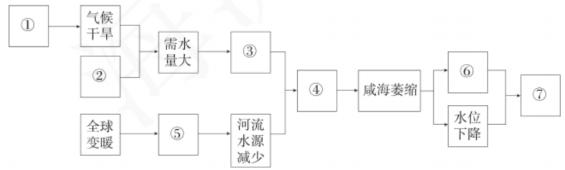 ①
气候
干旱
②
需水
量大
③
④
咸海萎缩
⑥
水位
下降
⑦
全球
变暖
⑤
河流
水源
减少